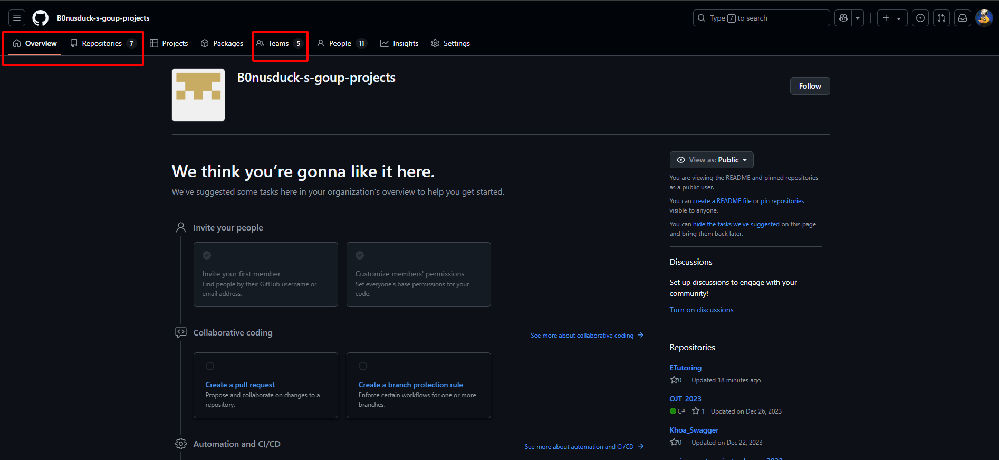 B0nusduck-s-goup-projects
Type / to search
Overview Repositories 7 Projects Packages Teams 5 People 11 Insights Settings
B0nusduck-s-goup-projects
Follow
We think you’re gonna like it here.
We’ve suggested some tasks here in your organization's overview to help you get started.
Invite your people
Invite your first member
Find people by their GitHub username or
email address.
Customize members' permissions
Set everyone's base permissions for your
code.
Collaborative coding
See more about collaborative coding →
Create a pull request
Propose and collaborate on changes to a
repository.
Create a branch protection rule
Enforce certain workflows for one or more
branches.
Automation and CI/CD
See more about automation and CI/CD →
View as: Public
You are viewing the README and pinned repositories
as a public user.
You can create a README file or pin repositories
visible to anyone.
You can hide the tasks we've suggested on this page
and bring them back later.
Discussions
Set up discussions to engage with your
community!
Turn on discussions
Repositories
ETutoring
0 Updated 18 minutes ago
OJT_2023
C# 1 Updated on Dec 26, 2023
Khoa_Swagger
0 Updated on Dec 22, 2023